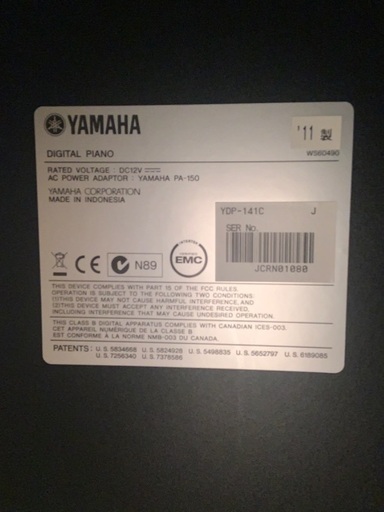 YAMAHA
'11 製
DIGITAL PIANO
WS60490
RATED VOLTAGE : DC12V
AC POWER ADAPTOR : YAMAHA PA-150
YAMAHA CORPORATION
MADE IN INDONESIA
YDP-141C J
SER No.
JCRN01080
CE
N89
EMC
THIS DEVICE COMPLIES WITH PART 15 OF THE FCC RULES
OPERATION IS SUBJECT TO THE FOLLOWING TWO CONDITIONS:
(1)THIS DEVICE MAY NOT CAUSE HARMFUL INTERFERENCE, AND
(2)THIS DEVICE MUST ACCEPT ANY INTERFERENCE RECEIVED,
INCLUDING INTERFERENCE THAT MAY CAUSE UNDESIRED OPERATION.
THIS CLASS B DIGITAL APPARATUS COMPLIES WITH CANADIAN ICES-003.
CET APPAREIL NUMÉRIQUE DE LA CLASSE B
EST CONFORME À LA NORME NMB-003 DU CANADA.
PATENTS : U. S. 5834668 U. S. 5824928 U. S. 5498835 U. S. 5652797 U. S. 6189085
U. S. 7256340 U. S. 7378586